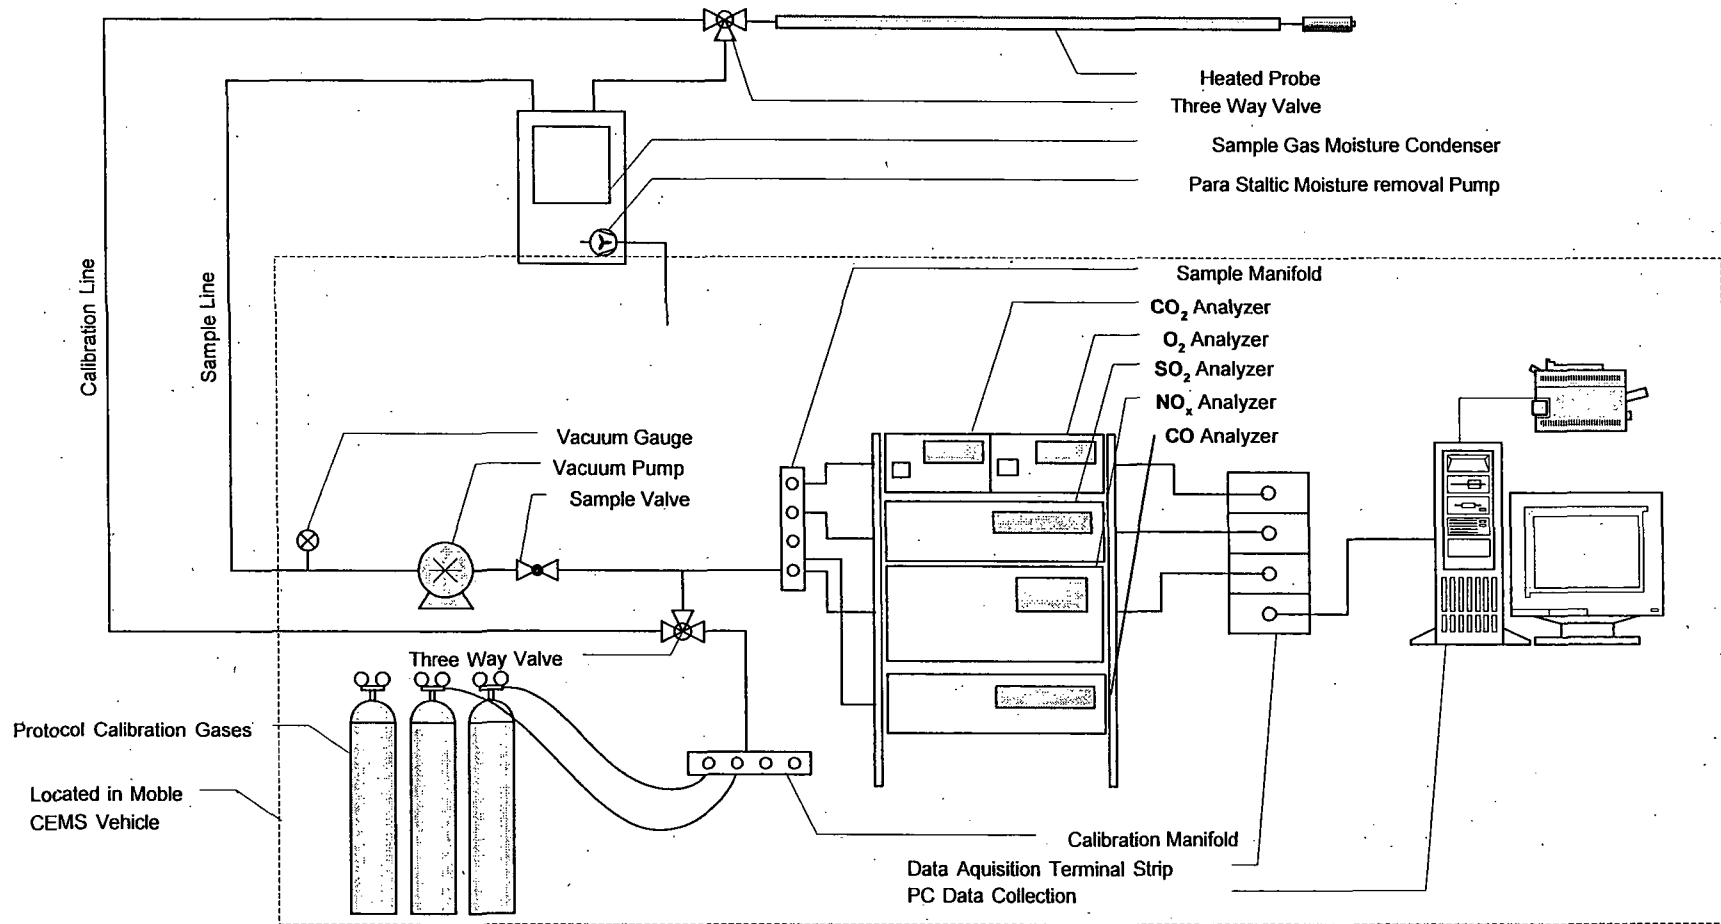 Heated Probe
Three Way Valve
Sample Gas Moisture Condenser
Para Staltic Moisture removal Pump
Calibration Line
Sample Line
Sample Manifold
CO₂ Analyzer
O₂ Analyzer
SO₂ Analyzer
NOₓ Analyzer
CO Analyzer
Vacuum Gauge
Vacuum Pump
Sample Valve
Three Way Valve
Protocol Calibration Gases
Located in Moble
CEMS Vehicle
Calibration Manifold
Data Aquisition Terminal Strip
PC Data Collection